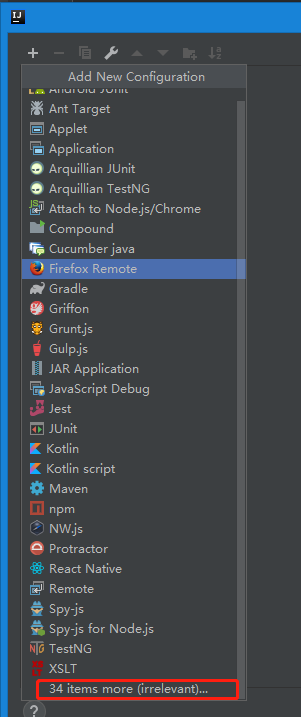 IJ
Add New Configuration
Android JUnit
Ant Target
Applet
Application
Arquillian JUnit
Arquillian TestNG
Attach to Node.js/Chrome
Compound
Cucumber java
Firefox Remote
Gradle
Griffon
Grunt.js
Gulp.js
JAR Application
JavaScript Debug
Jest
JUnit
Kotlin
Kotlin script
Maven
npm
NW.js
Protractor
React Native
Remote
Spy-js
Spy-js for Node.js
TestNG
XSLT
34 items more (irrelevant)...
?